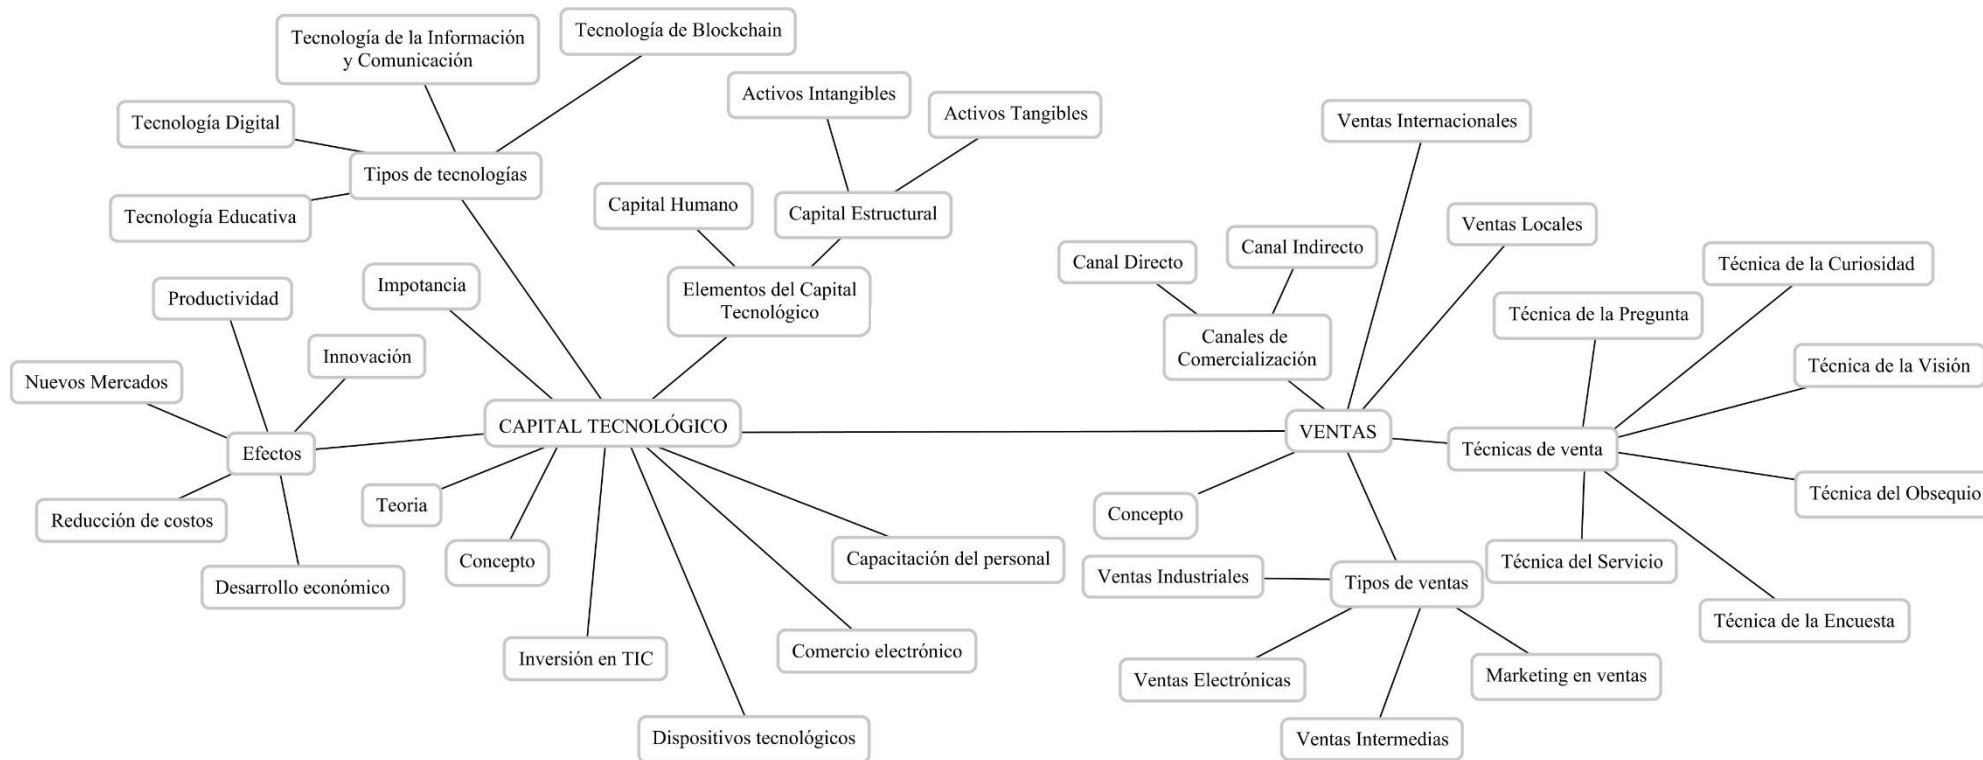 Tecnología de la Información
y Comunicación
Tecnología de Blockchain
Tecnología Digital
Tipos de tecnologías
Tecnología Educativa
Activos Intangibles
Activos Tangibles
Capital Humano
Capital Estructural
Elementos del Capital
Tecnológico
Impotancia
Productividad
Innovación
Nuevos Mercados
Efectos
Reducción de costos
Desarrollo económico
CAPITAL TECNOLÓGICO
Teoria
Concepto
Inversión en TIC
Dispositivos tecnológicos
Comercio electrónico
Capacitación del personal
Ventas Internacionales
Ventas Locales
Canal Directo
Canal Indirecto
Canales de
Comercialización
VENTAS
Concepto
Técnicas de venta
Técnica de la Curiosidad
Técnica de la Pregunta
Técnica de la Visión
Técnica del Obsequio
Técnica del Servicio
Técnica de la Encuesta
Tipos de ventas
Ventas Industriales
Ventas Electrónicas
Ventas Intermedias
Marketing en ventas